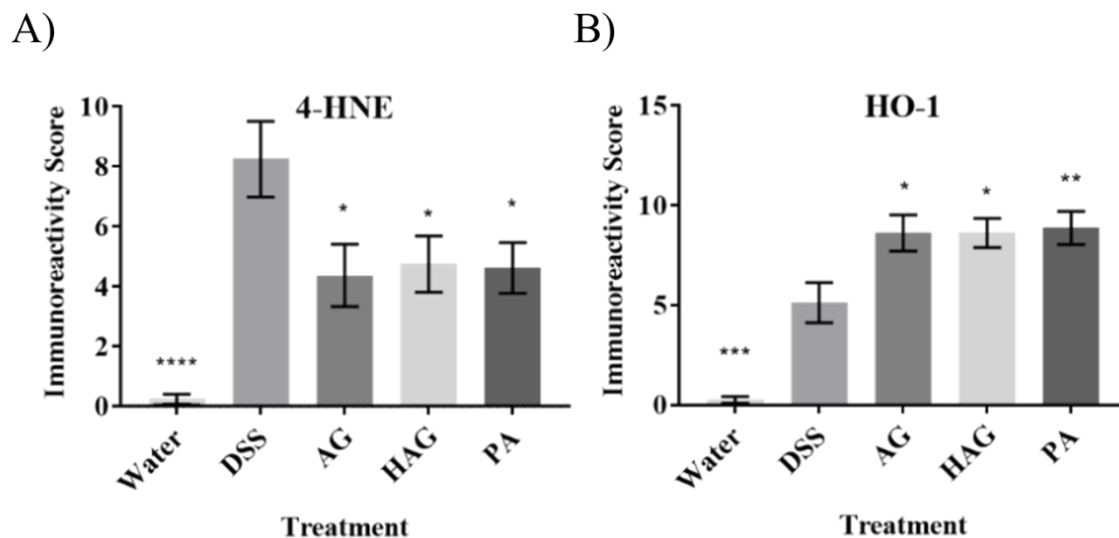 A)
4-HNE
Immunoreactivity Score
10
8
6
4
2
0
****
*
*
*
Water
DSS
AG
HAG
PA
Treatment
B)
HO-1
Immunoreactivity Score
15
10
5
0
***
*
*
**
Water
DSS
AG
HAG
PA
Treatment